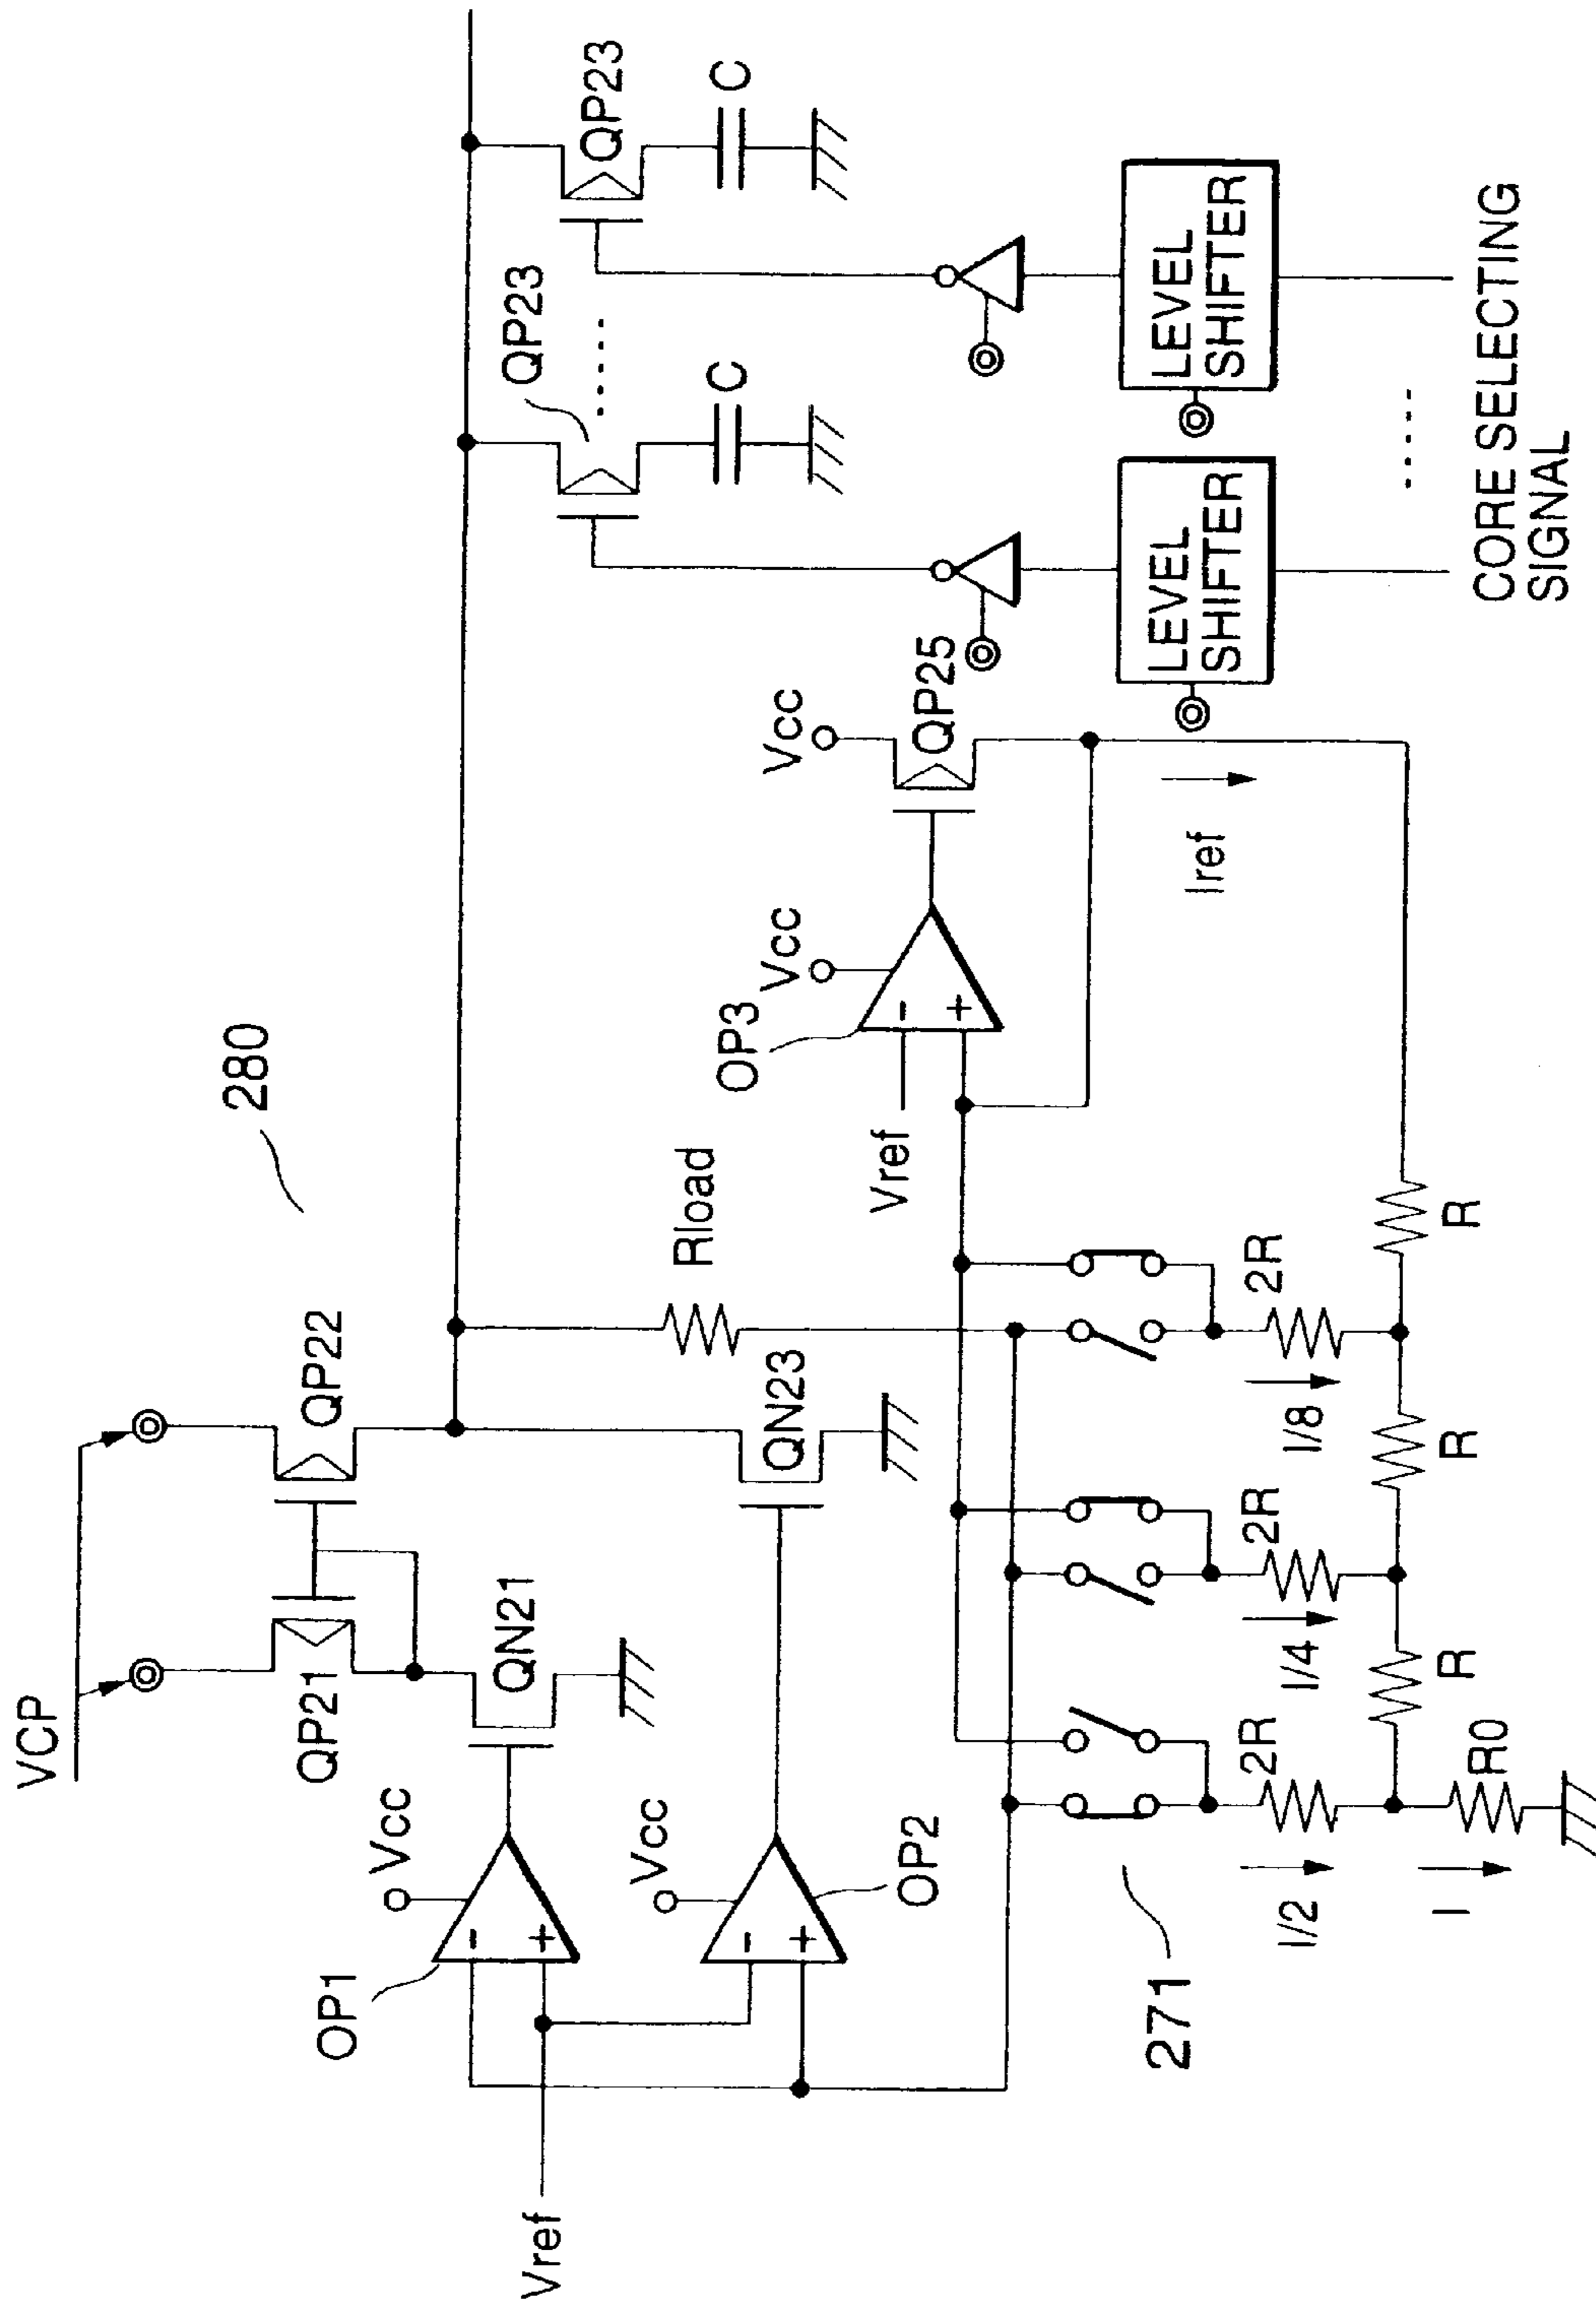 280
VCP
QP21
QP22
QP23
QP23
C
C
QN21
Vcc
OP1
Vref
Vcc
OP2
QN23
Rload
OP3
Vcc
Vcc
Vref
QP25
Iref
LEVEL
SHIFTER
LEVEL
SHIFTER
CORE SELECTING
SIGNAL
271
I/2
2R
I/4
2R
I/8
2R
I
R0
R
R
R
-
+
-
+
-
+